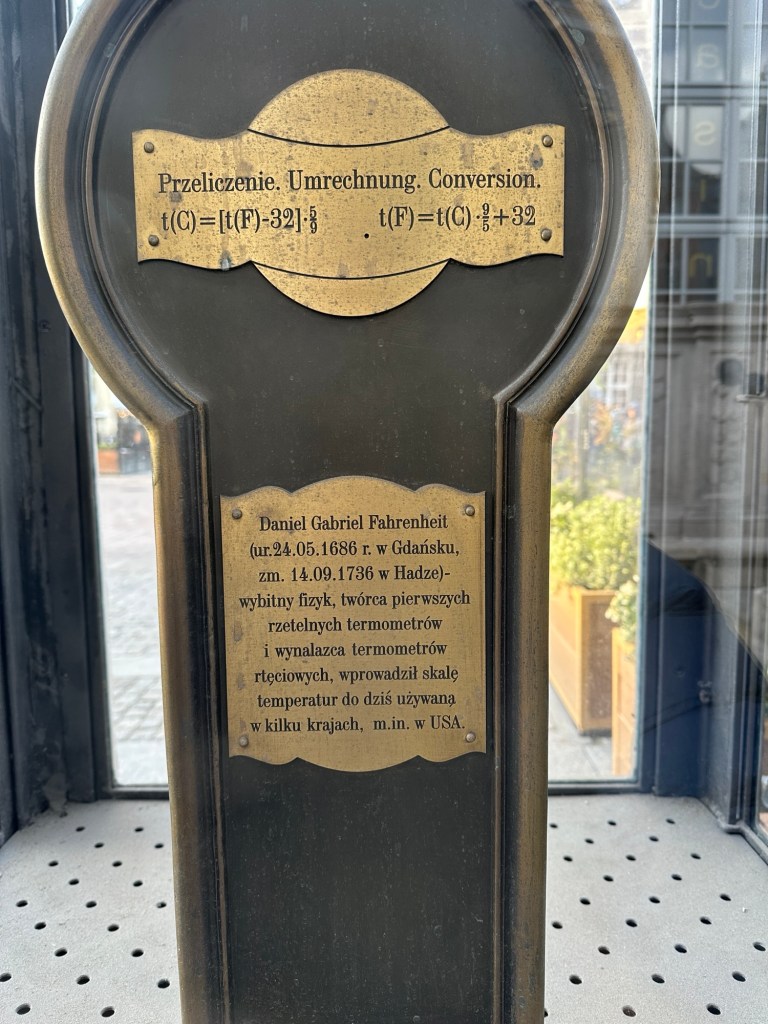 Przeliczenie. Umrechnung. Conversion.
t(C)=[t(F)-32]·5/9 t(F)=t(C)·9/5+32
Daniel Gabriel Fahrenheit
(ur.24.05.1686 r. w Gdańsku,
zm. 14.09.1736 w Hadze)-
wybitny fizyk, twórca pierwszych
rzetelnych termometrów
i wynalazca termometrów
rtęciowych, wprowadził skalę
temperatur do dziś używaną
w kilku krajach, m.in. w USA.